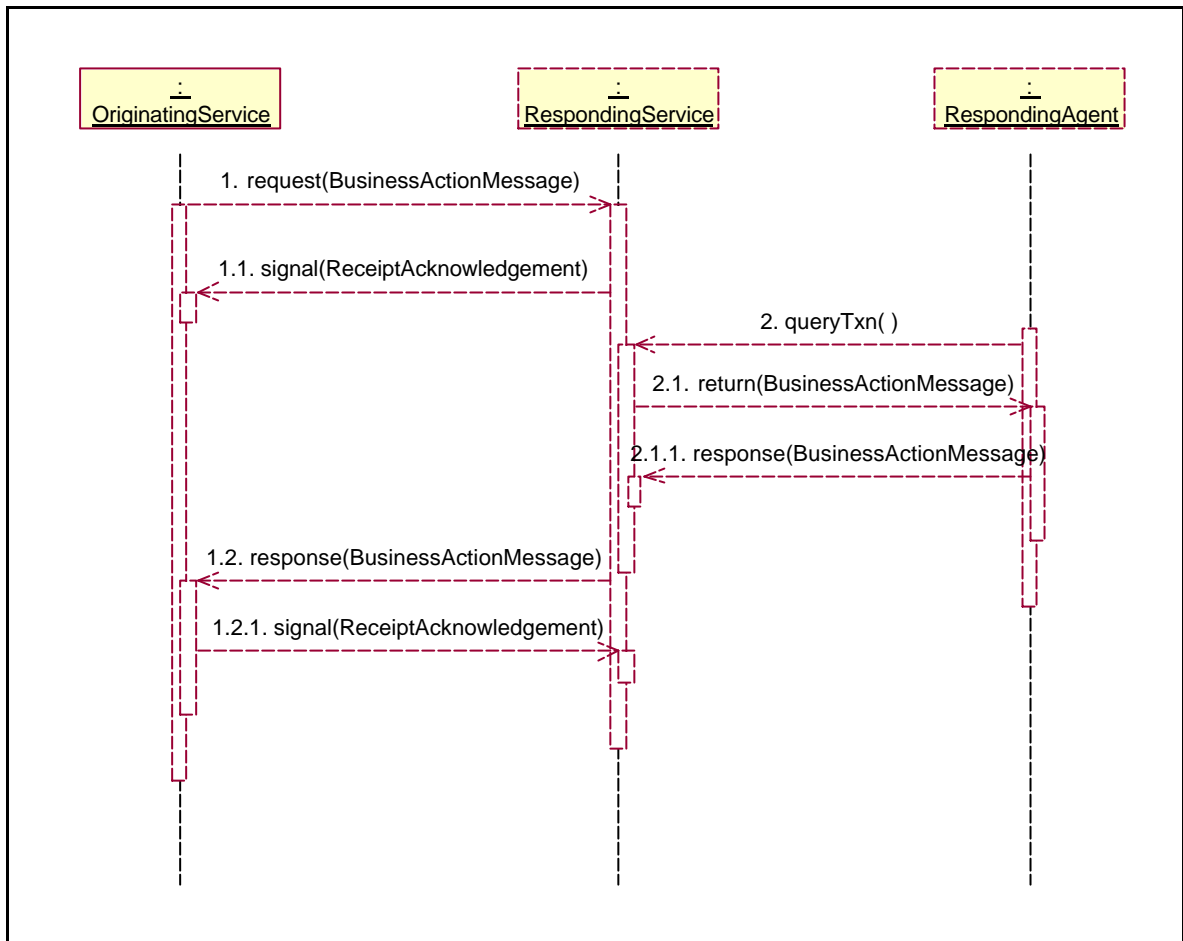 :
OriginatingService
:
RespondingService
:
RespondingAgent
1. request(BusinessActionMessage)
1.1. signal(ReceiptAcknowledgement)
2. queryTxn( )
2.1. return(BusinessActionMessage)
2.1.1. response(BusinessActionMessage)
1.2. response(BusinessActionMessage)
1.2.1. signal(ReceiptAcknowledgement)